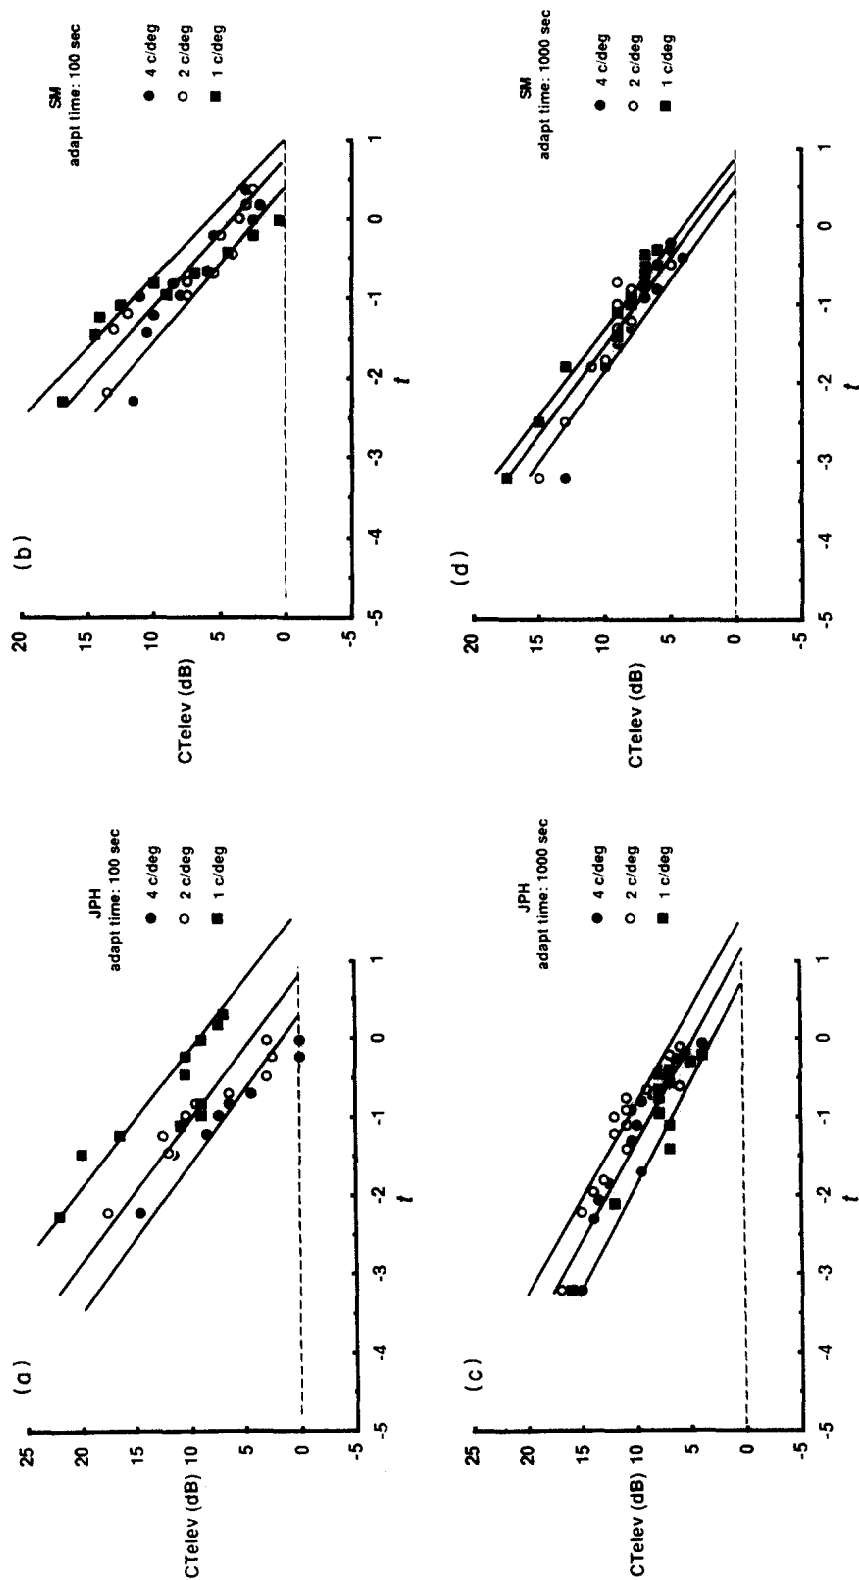 (a)
JPH
adapt time: 100 sec
4 c/deg
2 c/deg
1 c/deg
CTelev (dB)
25
20
15
10
5
0
-5
-5
-4
-3
-2
-1
0
1
t
(b)
SM
adapt time: 100 sec
4 c/deg
2 c/deg
1 c/deg
CTelev (dB)
20
15
10
5
0
-5
-5
-4
-3
-2
-1
0
1
t
(c)
JPH
adapt time: 1000 sec
4 c/deg
2 c/deg
1 c/deg
CTelev (dB)
25
20
15
10
5
0
-5
-5
-4
-3
-2
-1
0
1
t
(d)
SM
adapt time: 1000 sec
4 c/deg
2 c/deg
1 c/deg
CTelev (dB)
20
15
10
5
0
-5
-5
-4
-3
-2
-1
0
1
t